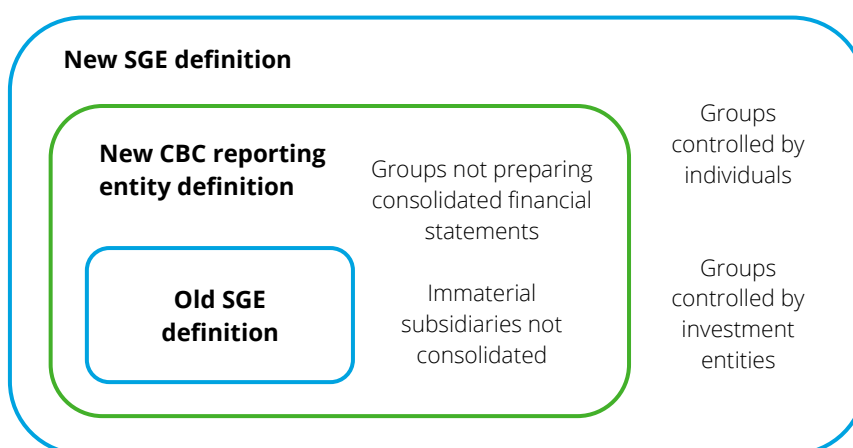 New SGE definition
New CBC reporting
entity definition
Groups not preparing
consolidated financial
statements
Groups
controlled by
individuals
Old SGE
definition
Immaterial
subsidiaries not
consolidated
Groups
controlled by
investment
entities